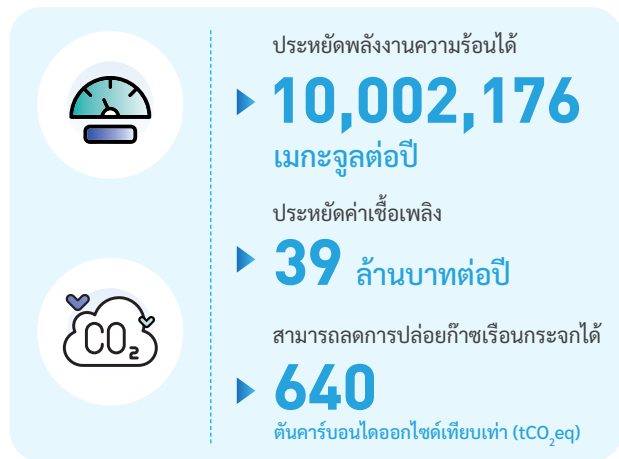 ประหยัดพลังงานความร้อนได้
10,002,176
เมกะจูลต่อปี
ประหยัดค่าเชื้อเพลิง
39 ล้านบาทต่อปี
CO₂
สามารถลดการปล่อยก๊าซเรือนกระจกได้
640
ตันคาร์บอนไดออกไซด์เทียบเท่า (tCO₂eq)